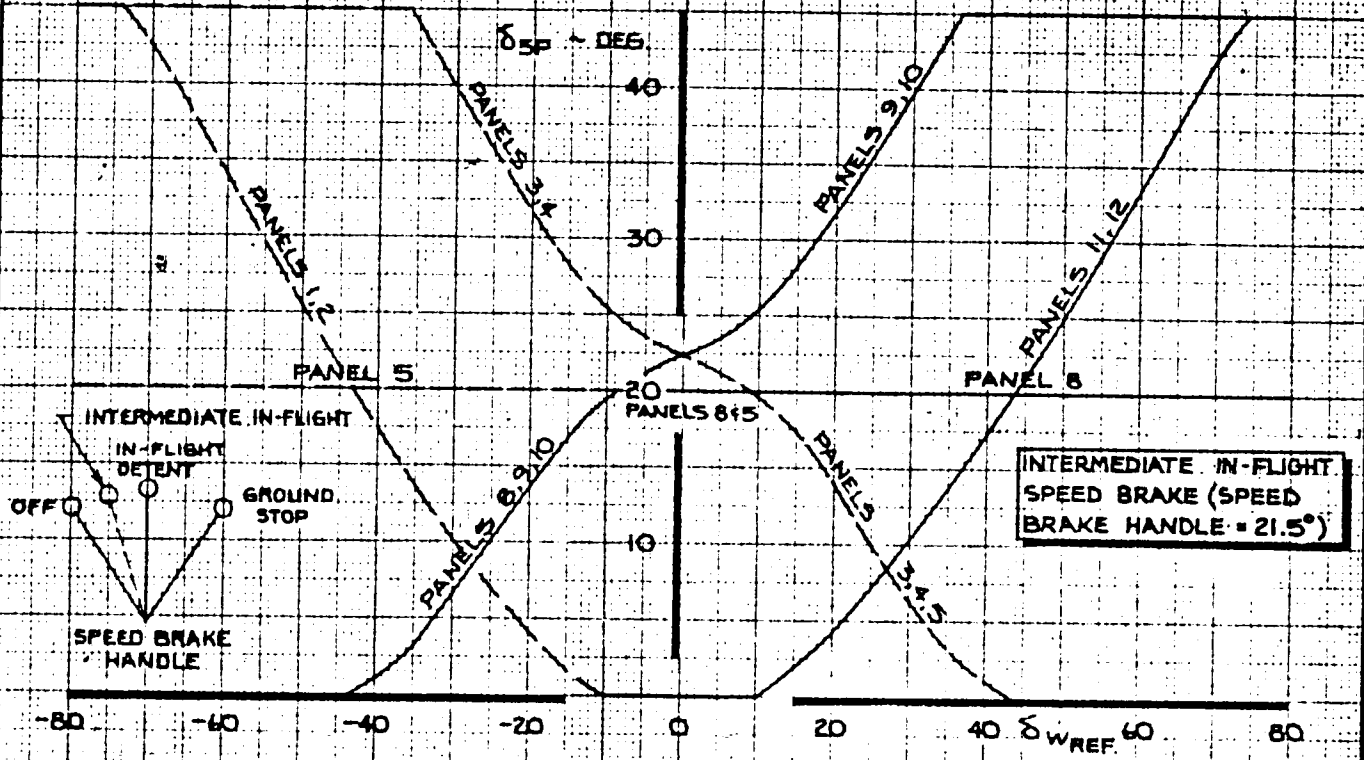 δSP ~ DEG.
40
PANELS 3,4
PANELS 9,10
PANELS 1,2
30
PANELS 11,12
PANEL 5
20
PANELS 8&5
PANEL 8
INTERMEDIATE IN-FLIGHT
IN-FLIGHT
DETENT
OFF
GROUND
STOP
SPEED BRAKE
HANDLE
PANELS 8,9,10
PANELS
3,4,5
10
INTERMEDIATE IN-FLIGHT
SPEED BRAKE (SPEED
BRAKE HANDLE = 21.5°)
-80 -60 -40 -20 0 20 40 δ WREF. 60 80